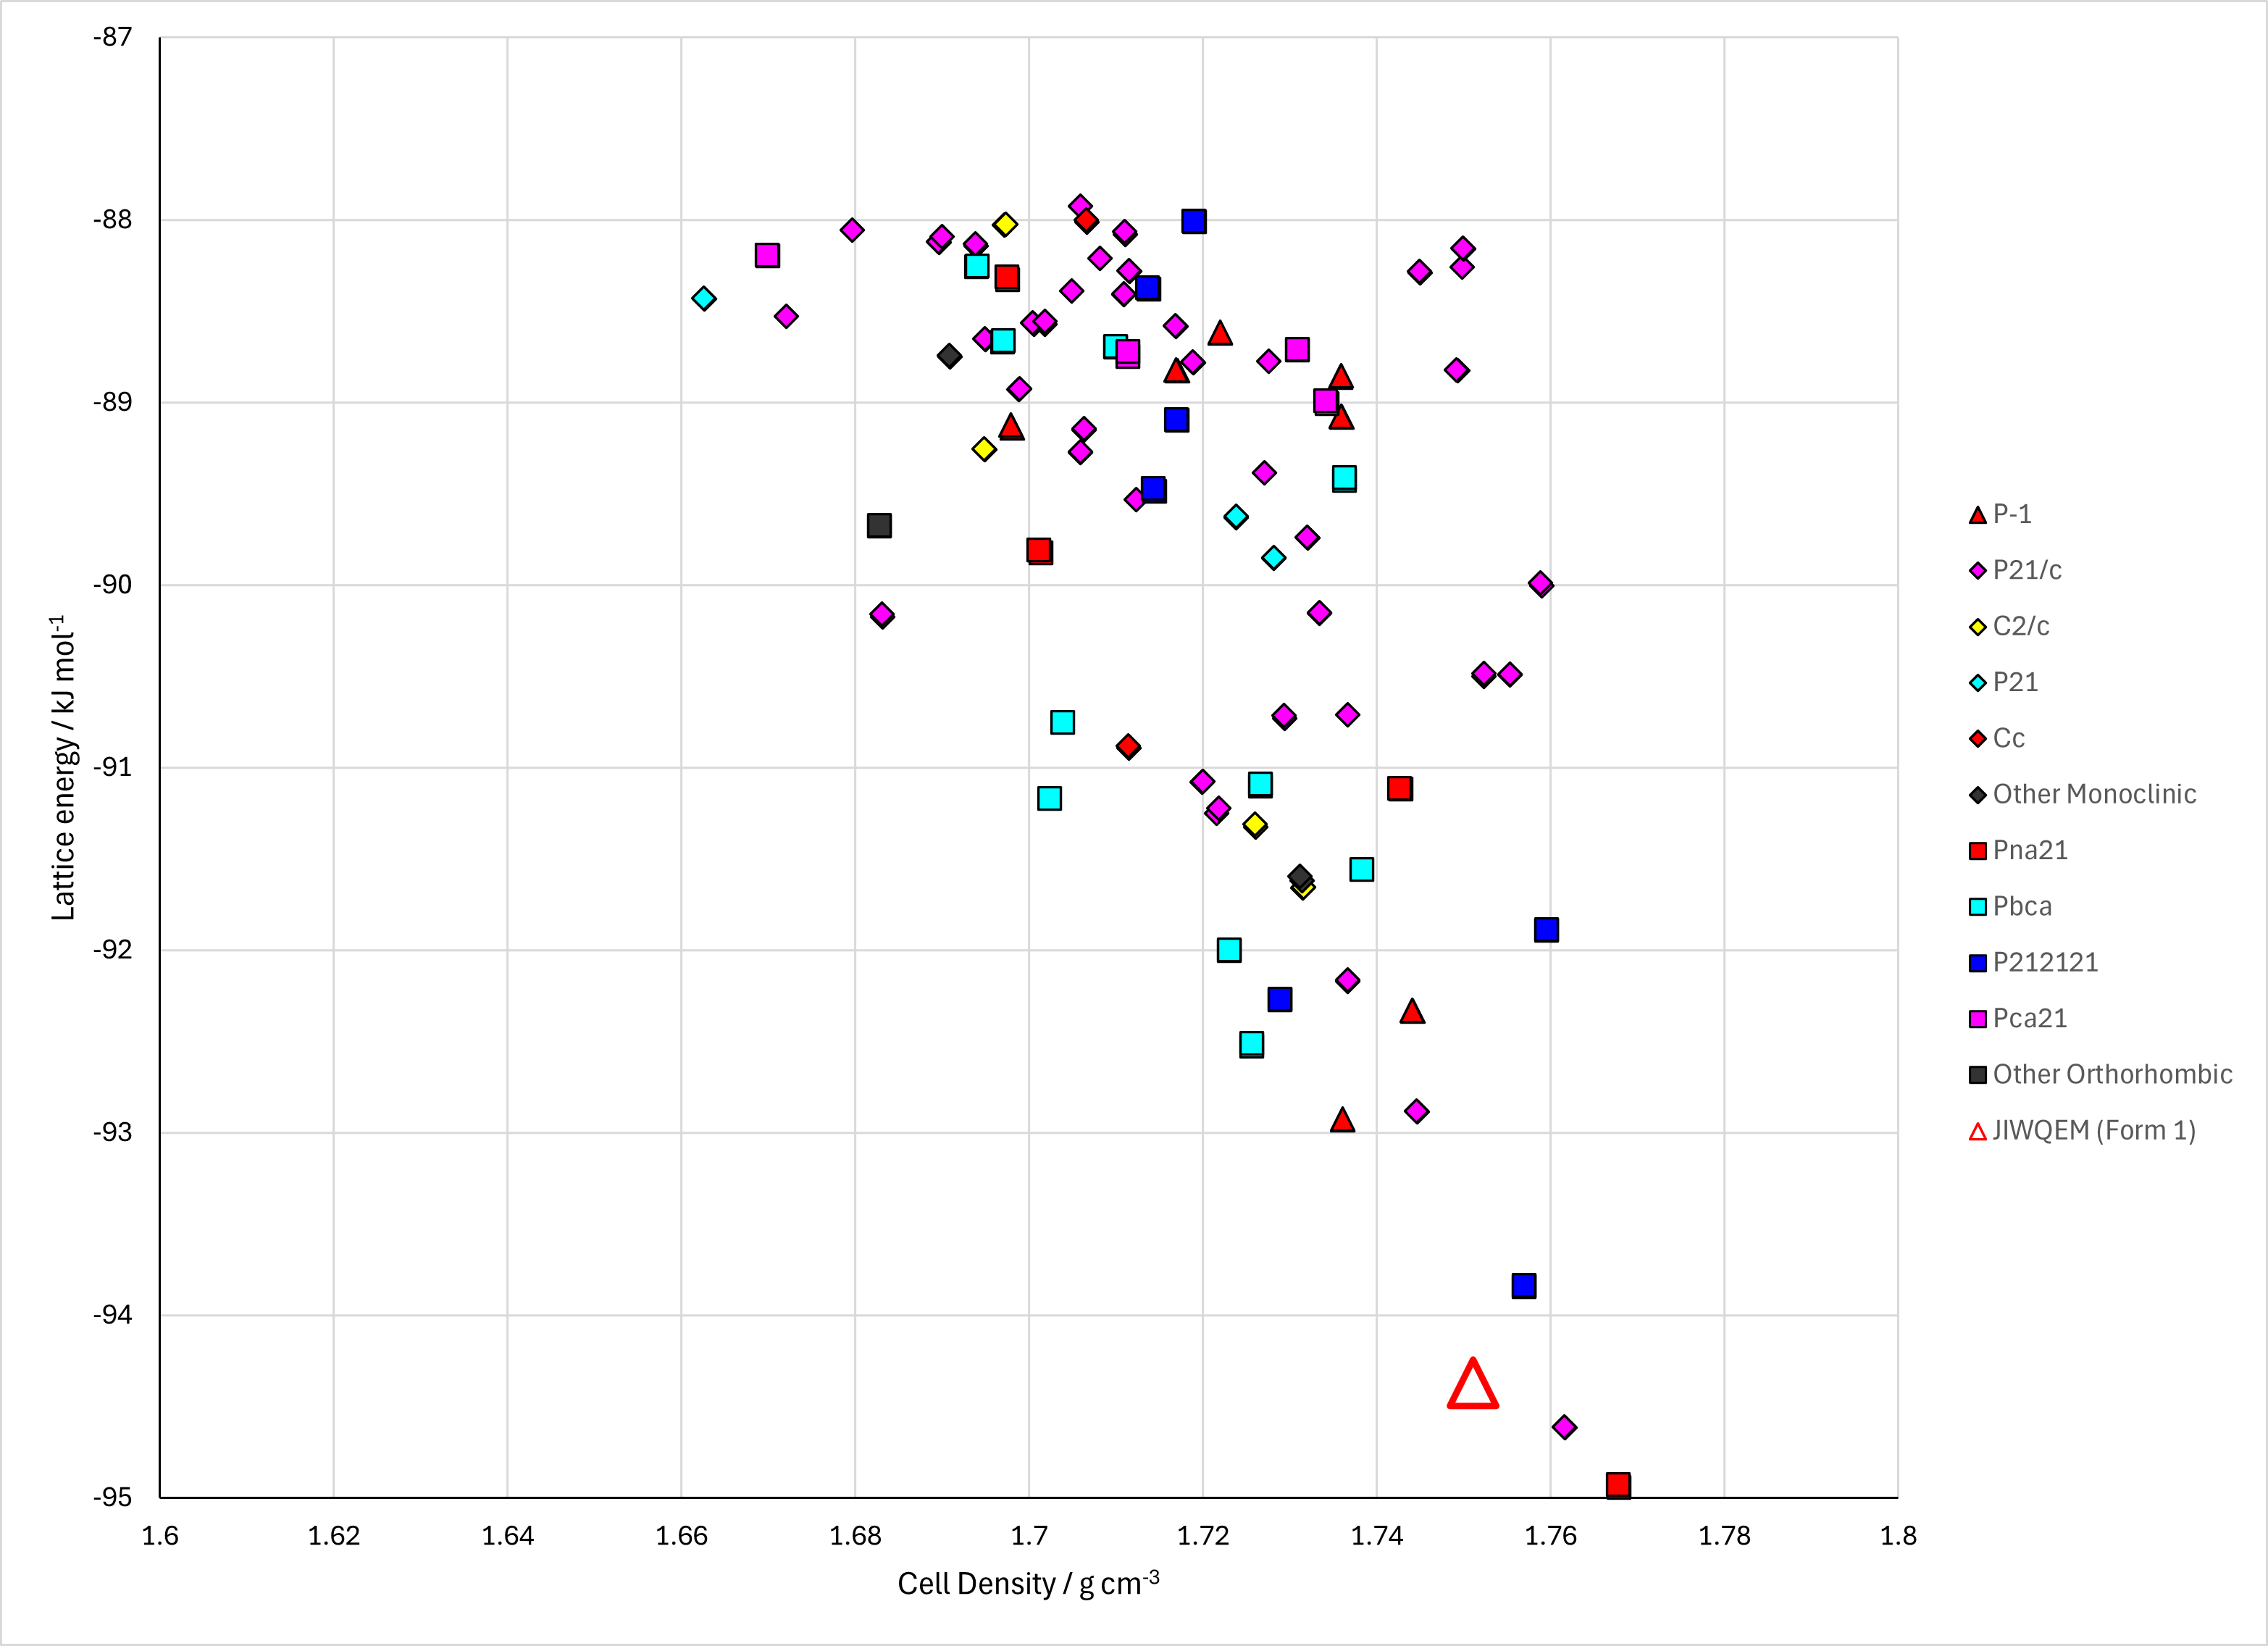 -87
-88
-89
-90
-91
-92
-93
-94
-95
Lattice energy / kJ mol-1
1.6 1.62 1.64 1.66 1.68 1.7 1.72 1.74 1.76 1.78 1.8
Cell Density / g cm-3
P-1
P21/c
C2/c
P21
Cc
Other Monoclinic
Pna21
Pbca
P212121
Pca21
Other Orthorhombic
JIWQEM (Form 1)